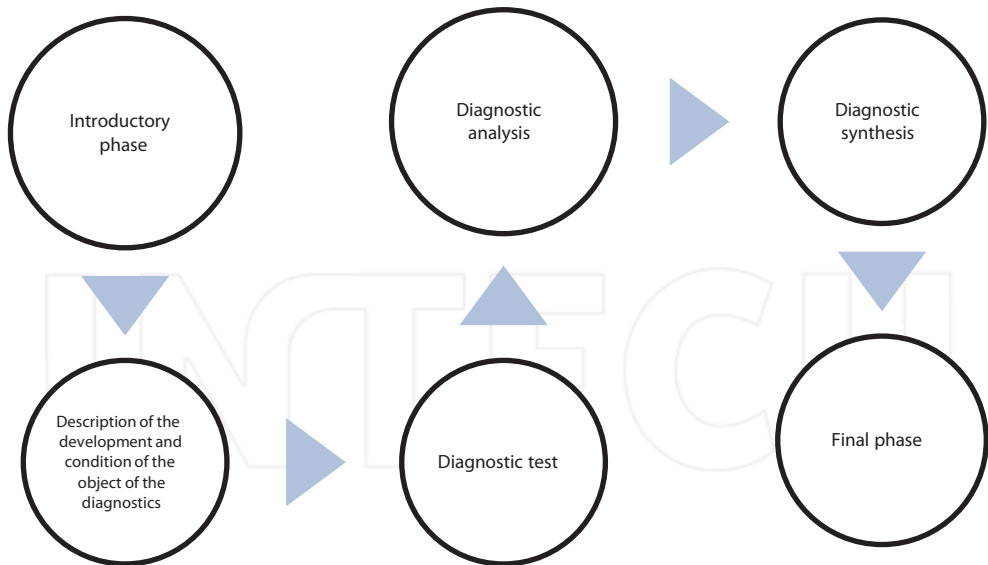 Introductory
phase
Description of the
development and
condition of the
object of the
diagnostics
Diagnostic test
Diagnostic
analysis
Diagnostic
synthesis
Final phase
INTECH